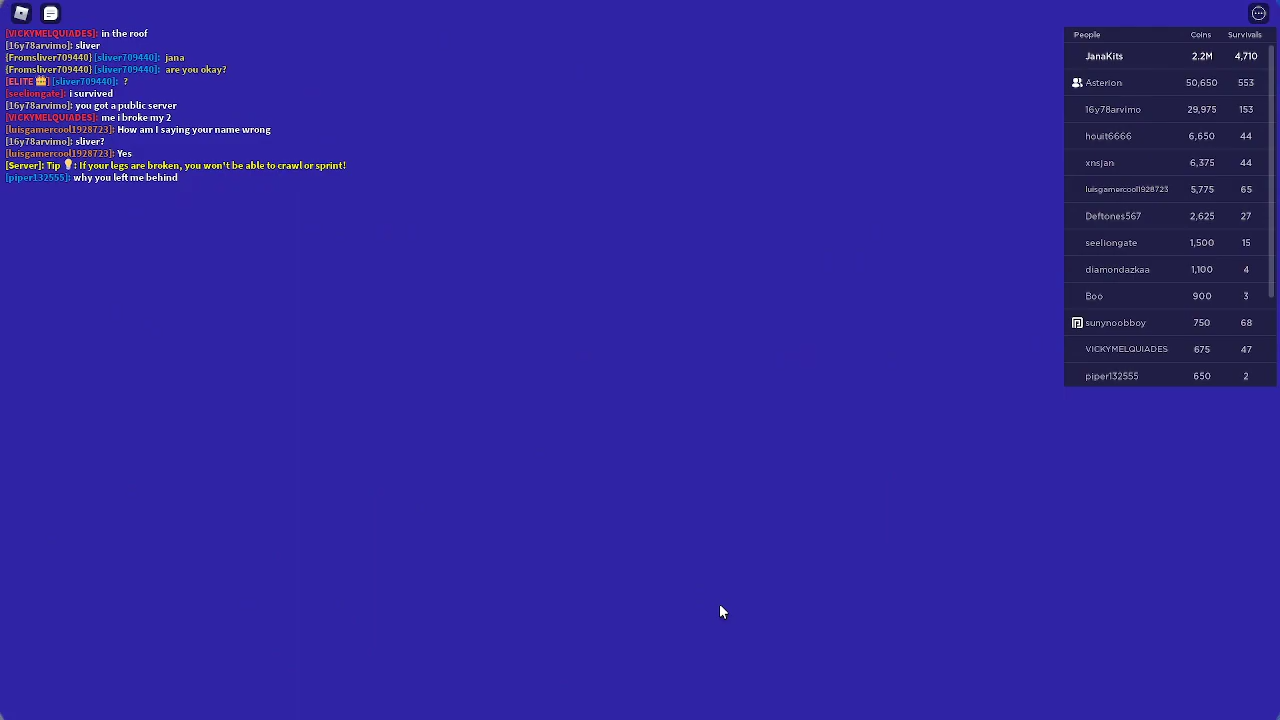 [VICKYMELQUIADES]: in the roof
[16y78arvimo]: sliver
{Fromsliver709440} [sliver709440]: jana
{Fromsliver709440} [sliver709440]: are you okay?
[ELITE 💼] [sliver709440]: ?
[seeliongate]: i survived
[16y78arvimo]: you got a public server
[VICKYMELQUIADES]: me i broke my 2
[luisgamercool1928723]: How am I saying your name wrong
[16y78arvimo]: sliver?
[luisgamercool1928723]: Yes
[Server]: Tip 💡: If your legs are broken, you won't be able to crawl or sprint!
[piper132555]: why you left me behind
People Coins Survivals
JanaKits 2.2M 4,710
Asterion 50,650 553
16y78arvimo 29,975 153
houit6666 6,650 44
xnsjan 6,375 44
luisgamercool1928723 5,775 65
Deftones567 2,625 27
seeliongate 1,500 15
diamondazkaa 1,100 4
Boo 900 3
sunynoobboy 750 68
VICKYMELQUIADES 675 47
piper132555 650 2